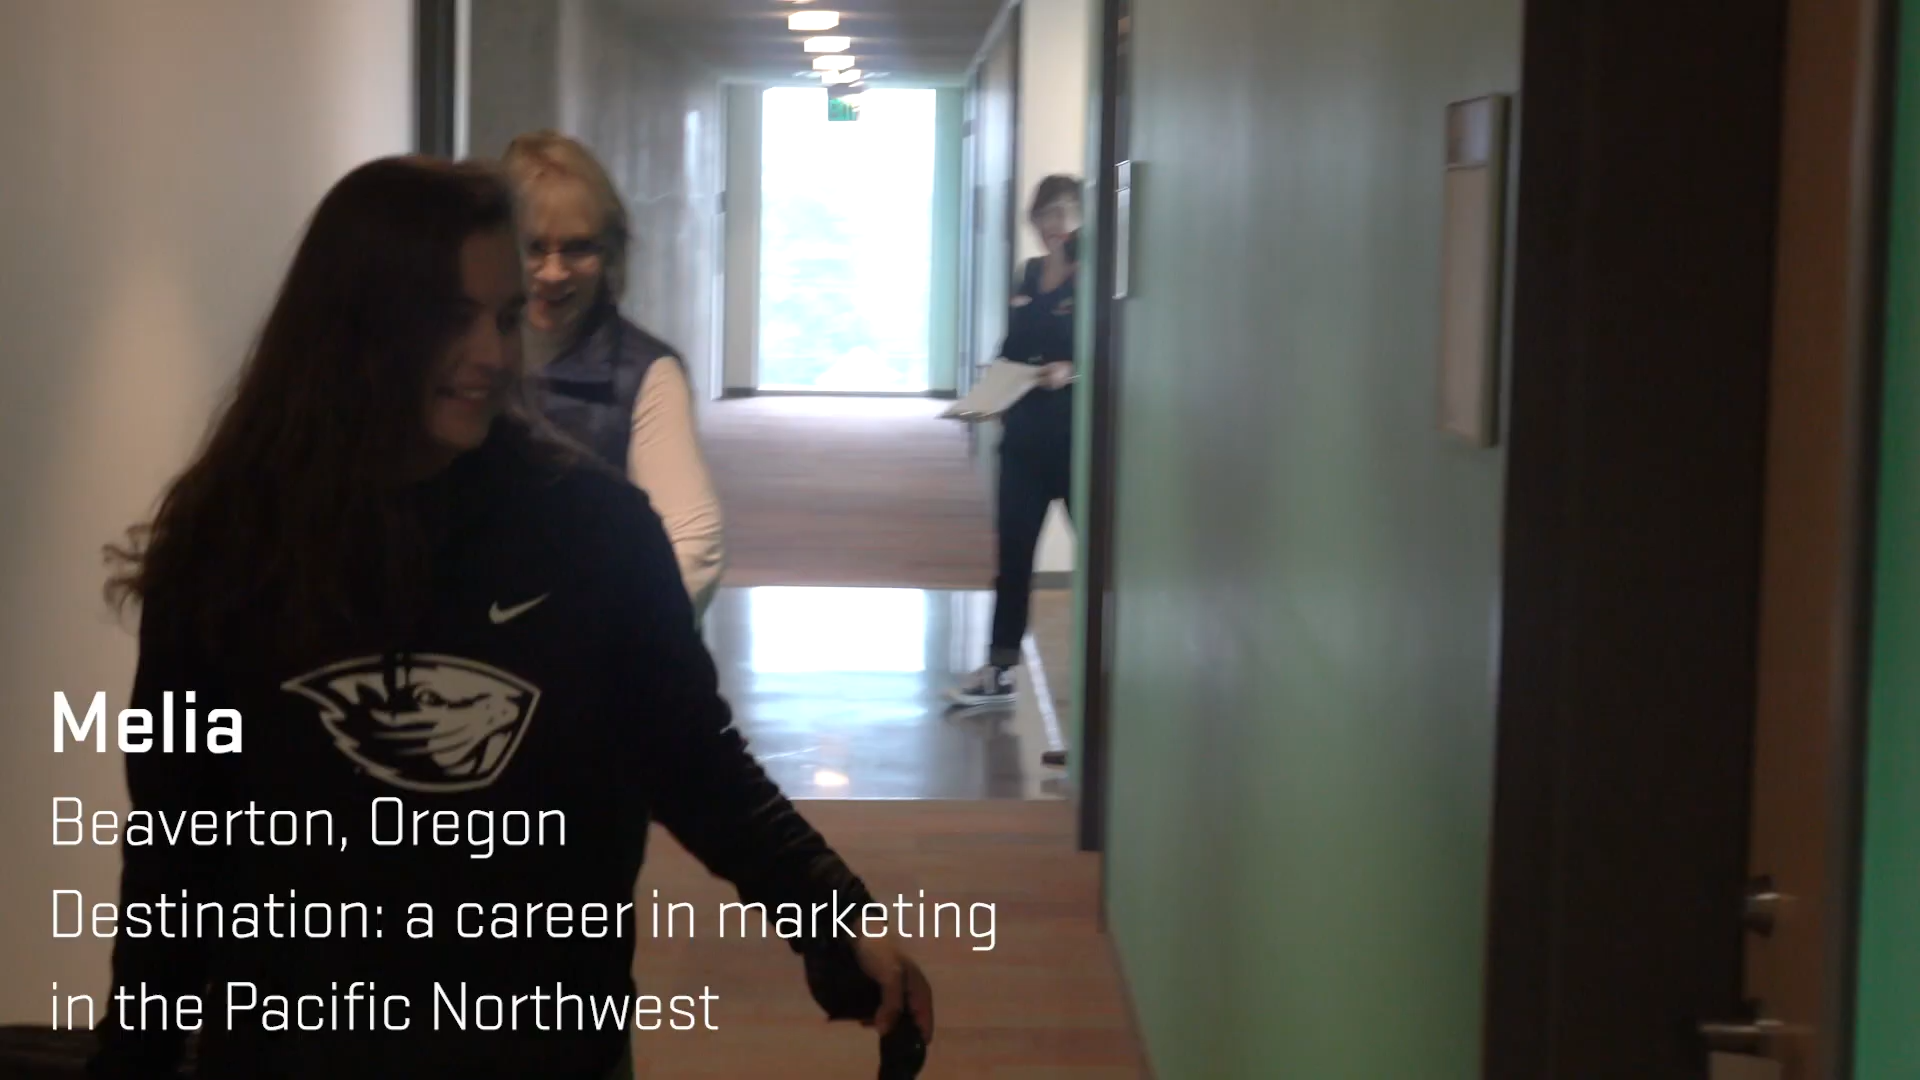 Melia
Beaverton, Oregon
Destination: a career in marketing
in the Pacific Northwest